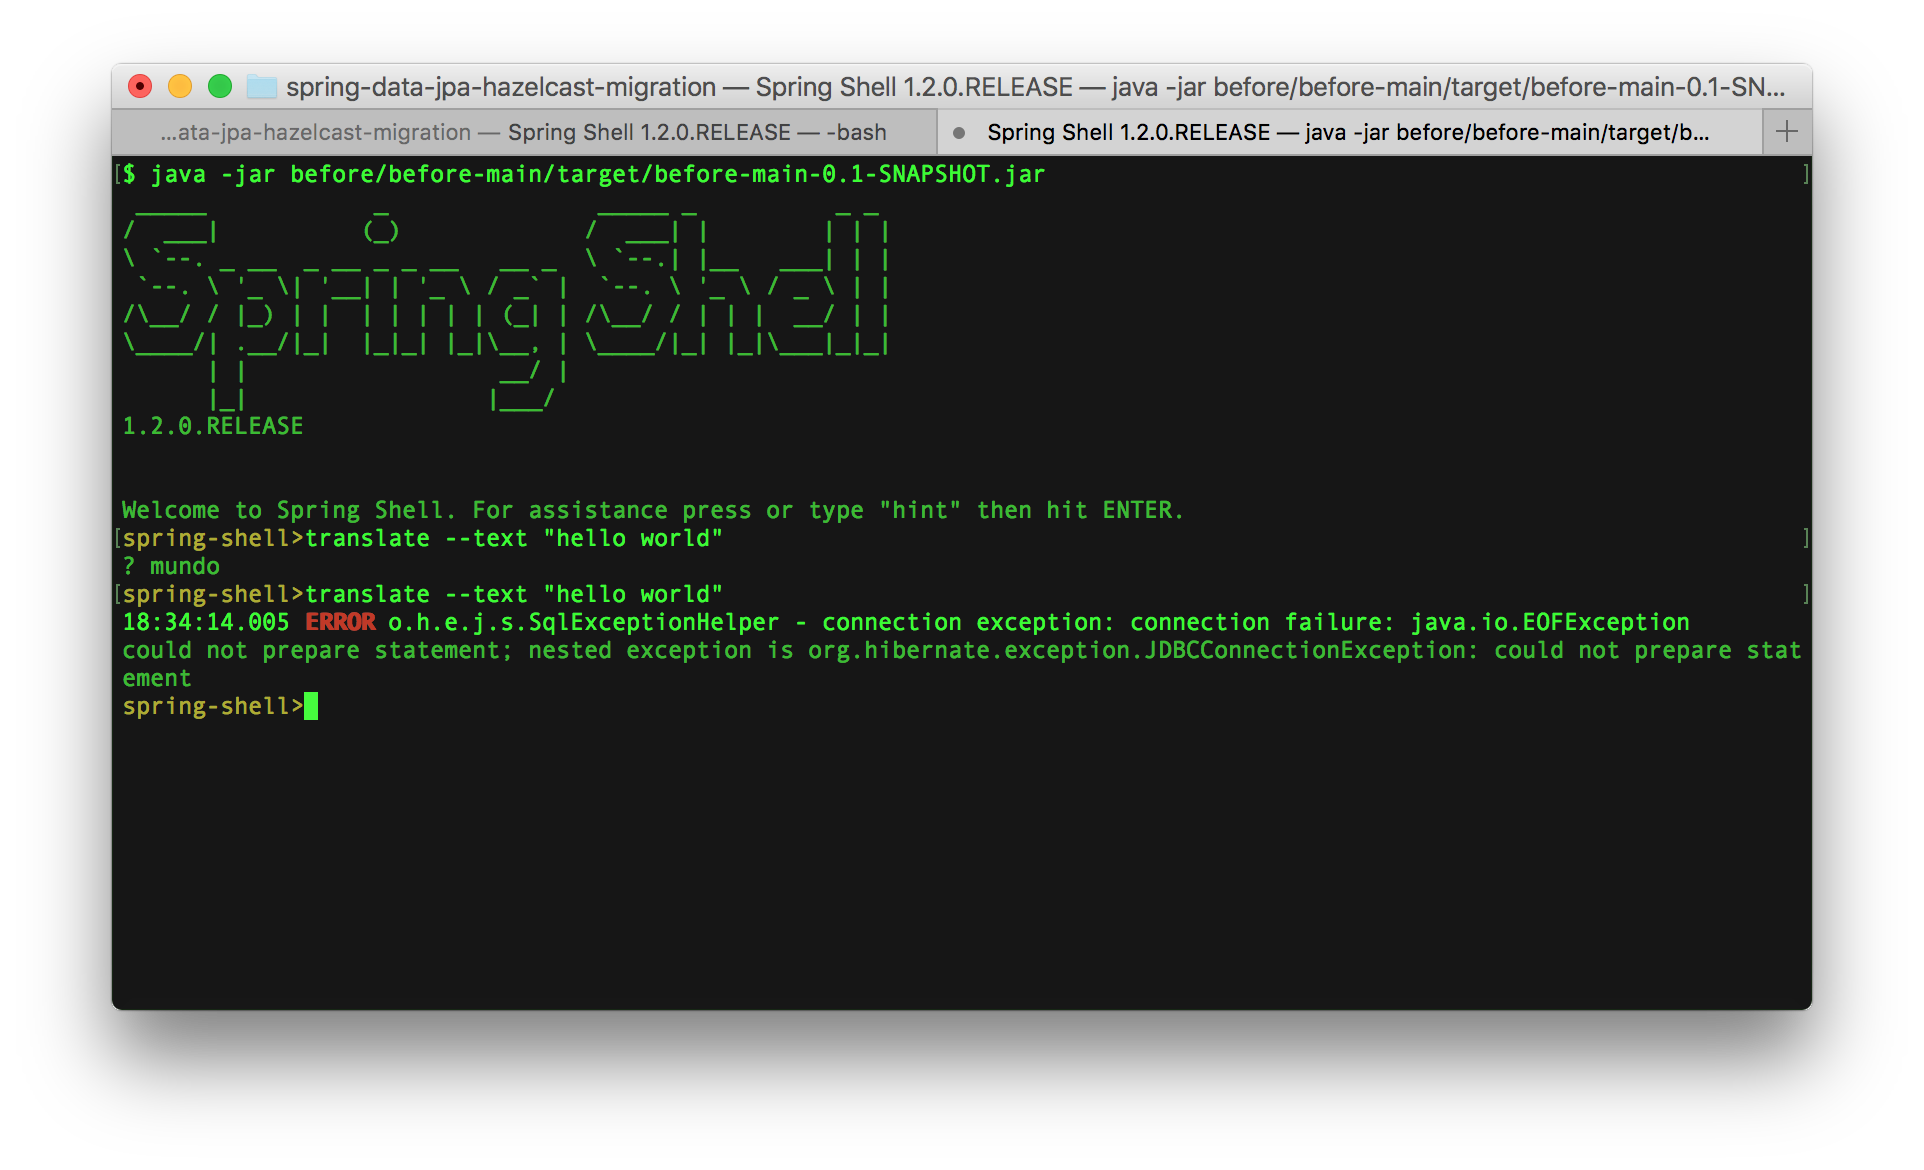 spring-data-jpa-hazelcast-migration — Spring Shell 1.2.0.RELEASE — java -jar before/before-main/target/before-main-0.1-SN...
...ata-jpa-hazelcast-migration — Spring Shell 1.2.0.RELEASE — -bash
Spring Shell 1.2.0.RELEASE — java -jar before/before-main/target/b...
[$ java -jar before/before-main/target/before-main-0.1-SNAPSHOT.jar ]
Spring Shell
1.2.0.RELEASE
Welcome to Spring Shell. For assistance press or type "hint" then hit ENTER.
[spring-shell>translate --text "hello world" ]
? mundo
[spring-shell>translate --text "hello world" ]
18:34:14.005 ERROR o.h.e.j.s.SqlExceptionHelper - connection exception: connection failure: java.io.EOFException
could not prepare statement; nested exception is org.hibernate.exception.JDBCConnectionException: could not prepare stat
ement
spring-shell>